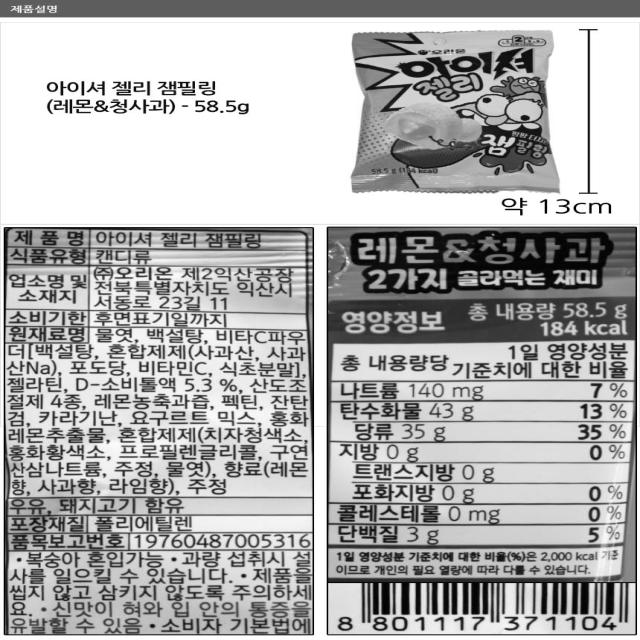 제품설명
아이셔 젤리 잼필링
(레몬&청사과) - 58.5g
오리온
아이셔
젤리
잼필링
58.5 g (184 kcal)
약 13cm
제 품 명 아이셔 젤리 잼필링
식품유형 캔디류
업소명 및 소재지 ㈜오리온 제2익산공장
전북특별자치도 익산시
서동로 23길 11
소비기한 후면표기일까지
원재료명 물엿, 백설탕, 비타C파우
더[백설탕, 혼합제제(사과산, 사과
산Na), 포도당, 비타민C, 식초분말],
젤라틴, D-소비톨액 5.3 %, 산도조
절제 4종, 레몬농축과즙, 펙틴, 잔탄
검, 카라기난, 요구르트 믹스, 홍화
레몬추출물, 혼합제제(치자청색소,
홍화황색소, 프로필렌글리콜, 구연
산삼나트륨, 주정, 물엿), 향료(레몬
향, 사과향, 라임향), 주정
우유, 돼지고기 함유
포장재질 폴리에틸렌
품목보고번호 19760487005316
•복숭아 혼입가능 •과량 섭취시 설
사를 일으킬 수 있습니다. •제품을
씹지 않고 삼키지 않도록 주의하세
요. •신맛이 혀와 입 안의 통증을
유발할 수 있음 •소비자 기본법에
레몬&청사과
2가지 골라먹는 재미
영양정보 총 내용량 58.5 g
184 kcal
총 내용량당 1일 영양성분
기준치에 대한 비율
나트륨 140 mg 7 %
탄수화물 43 g 13 %
당류 35 g 35 %
지방 0 g 0 %
트랜스지방 0 g
포화지방 0 g 0 %
콜레스테롤 0 mg 0 %
단백질 3 g 5 %
1일 영양성분 기준치에 대한 비율(%)은 2,000 kcal 기준
이므로 개인의 필요 열량에 따라 다를 수 있습니다.
8 801117 371104